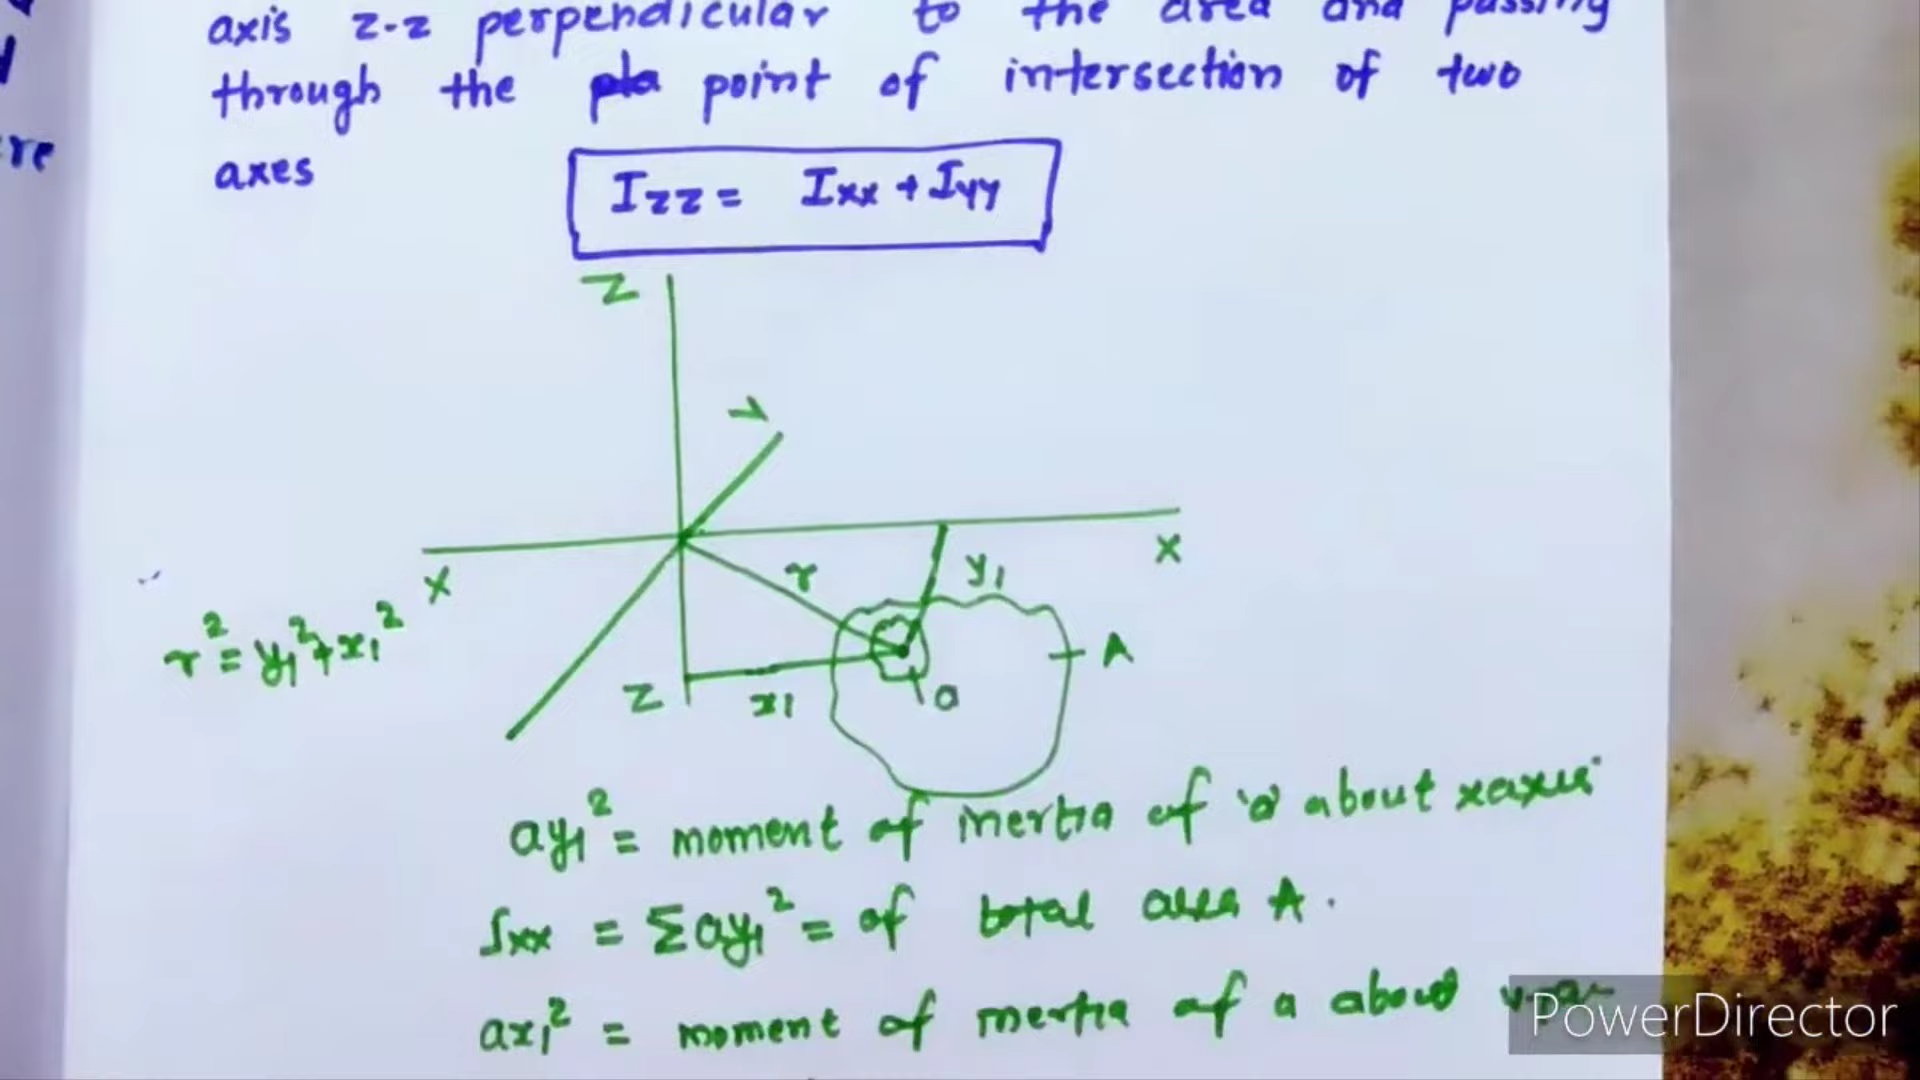 axis z-z perpendicular to the area and passing
through the point of intersection of two
axes
Izz = Ixx + Iyy
Z
Y
X
X
r
y1
r² = y1² + x1²
A
Z
x1
a
ay1² = moment of inertia of 'a' about xaxis
Ixx = Σay1² = of total area A.
ax1² = moment of inertia of a about
PowerDirector